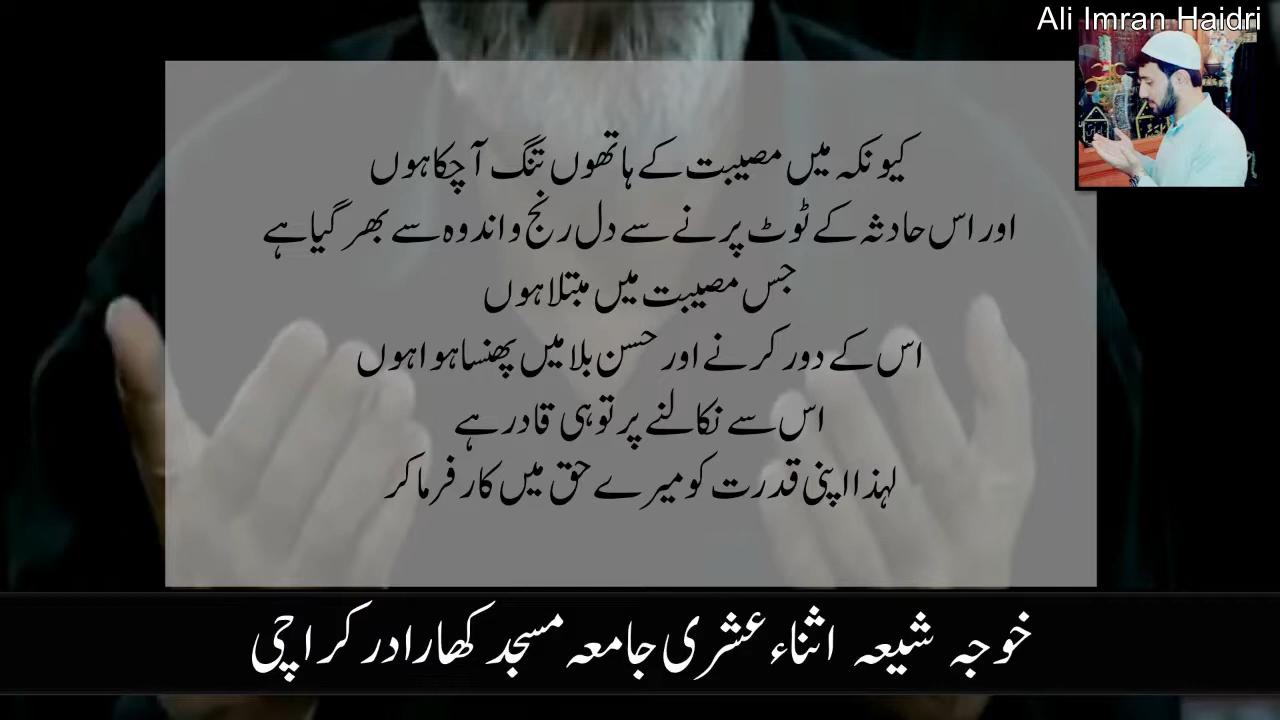 Ali Imran Haidri
کیونکہ میں مصیبت کے ہاتھوں تنگ آ چکا ہوں
اور اس حادثہ کے ٹوٹ پرنے سے دل رنج و اندوہ سے بھر گیا ہے
جس مصیبت میں مبتلا ہوں
اس کے دور کرنے اور حسن بلا میں پھنسا ہوا ہوں
اس سے نکالنے پر تو ہی قادر ہے
لہذا اپنی قدرت کو میرے حق میں کار فرما کر
خوجہ شیعہ اثناء عشری جامعہ مسجد کھارادر کراچی